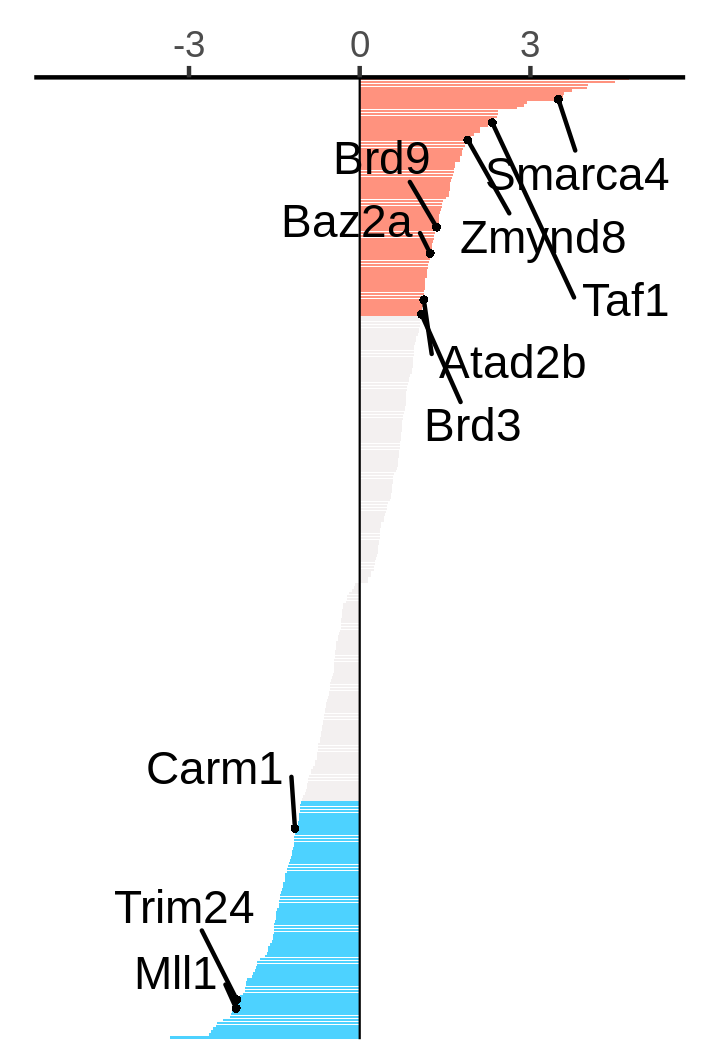 -3 0 3
Brd9
Smarca4
Baz2a
Zmynd8
Taf1
Atad2b
Brd3
Carm1
Trim24
Mll1